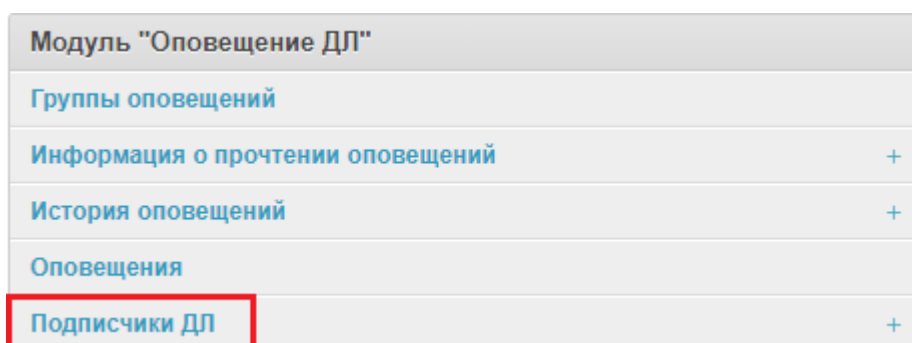 Модуль "Оповещение ДЛ"
Группы оповещений
Информация о прочтении оповещений +
История оповещений +
Оповещения
Подписчики ДЛ +